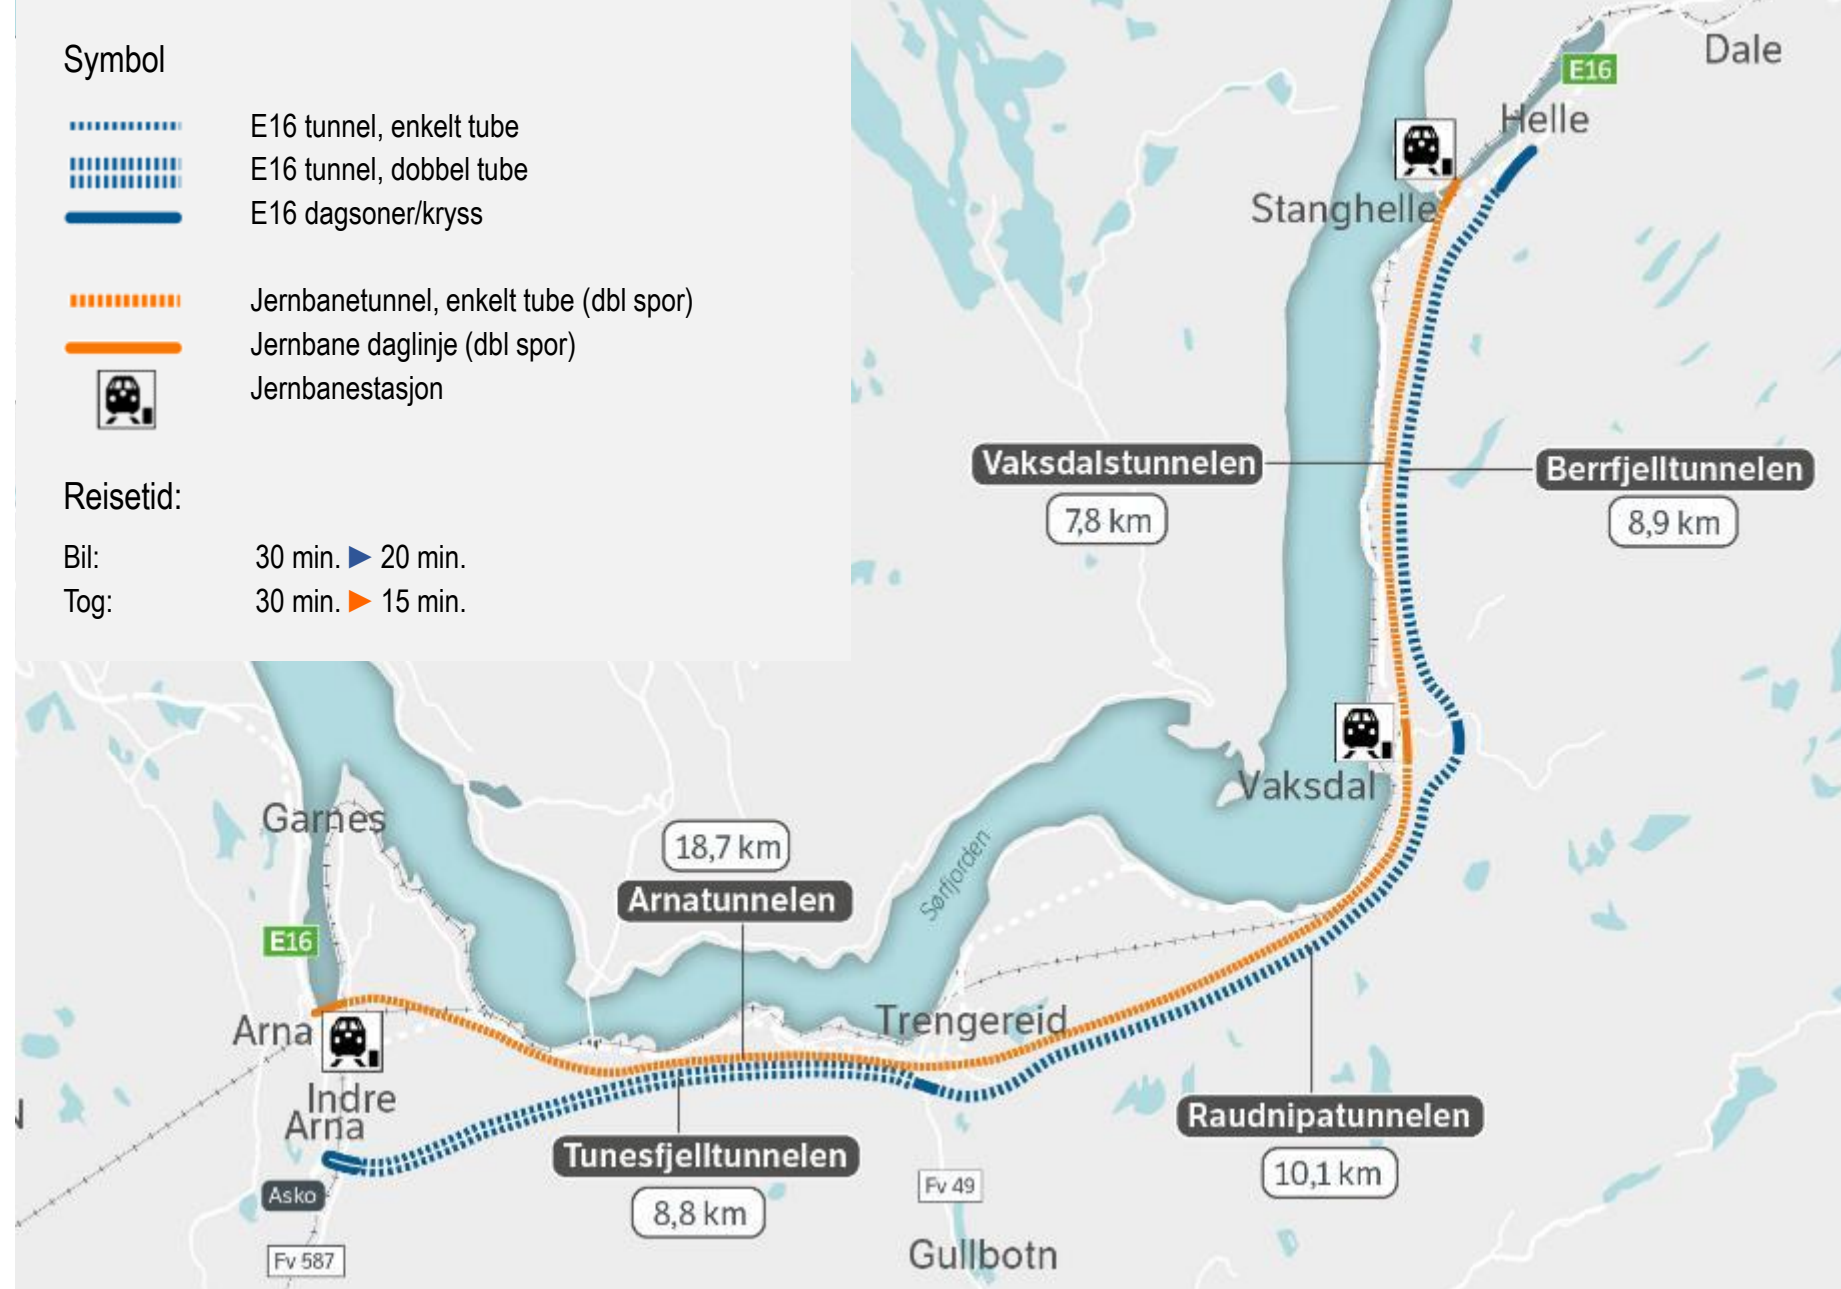 Symbol
E16 tunnel, enkelt tube
E16 tunnel, dobbel tube
E16 dagsoner/kryss
Jernbanetunnel, enkelt tube (dbl spor)
Jernbane daglinje (dbl spor)
Jernbanestasjon
Reisetid:
Bil: 30 min. ▶ 20 min.
Tog: 30 min. ▶ 15 min.
Dale
E16
Helle
Stanghelle
Vaksdalstunnelen
7,8 km
Berrfjelltunnelen
8,9 km
Vaksdal
Garnes
18,7 km
Arnatunnelen
Sørfjorden
E16
Arna
Trengereid
Indre
Arna
Raudnipatunnelen
10,1 km
Tunesfjelltunnelen
8,8 km
Asko
Fv 49
Fv 587
Gullbotn